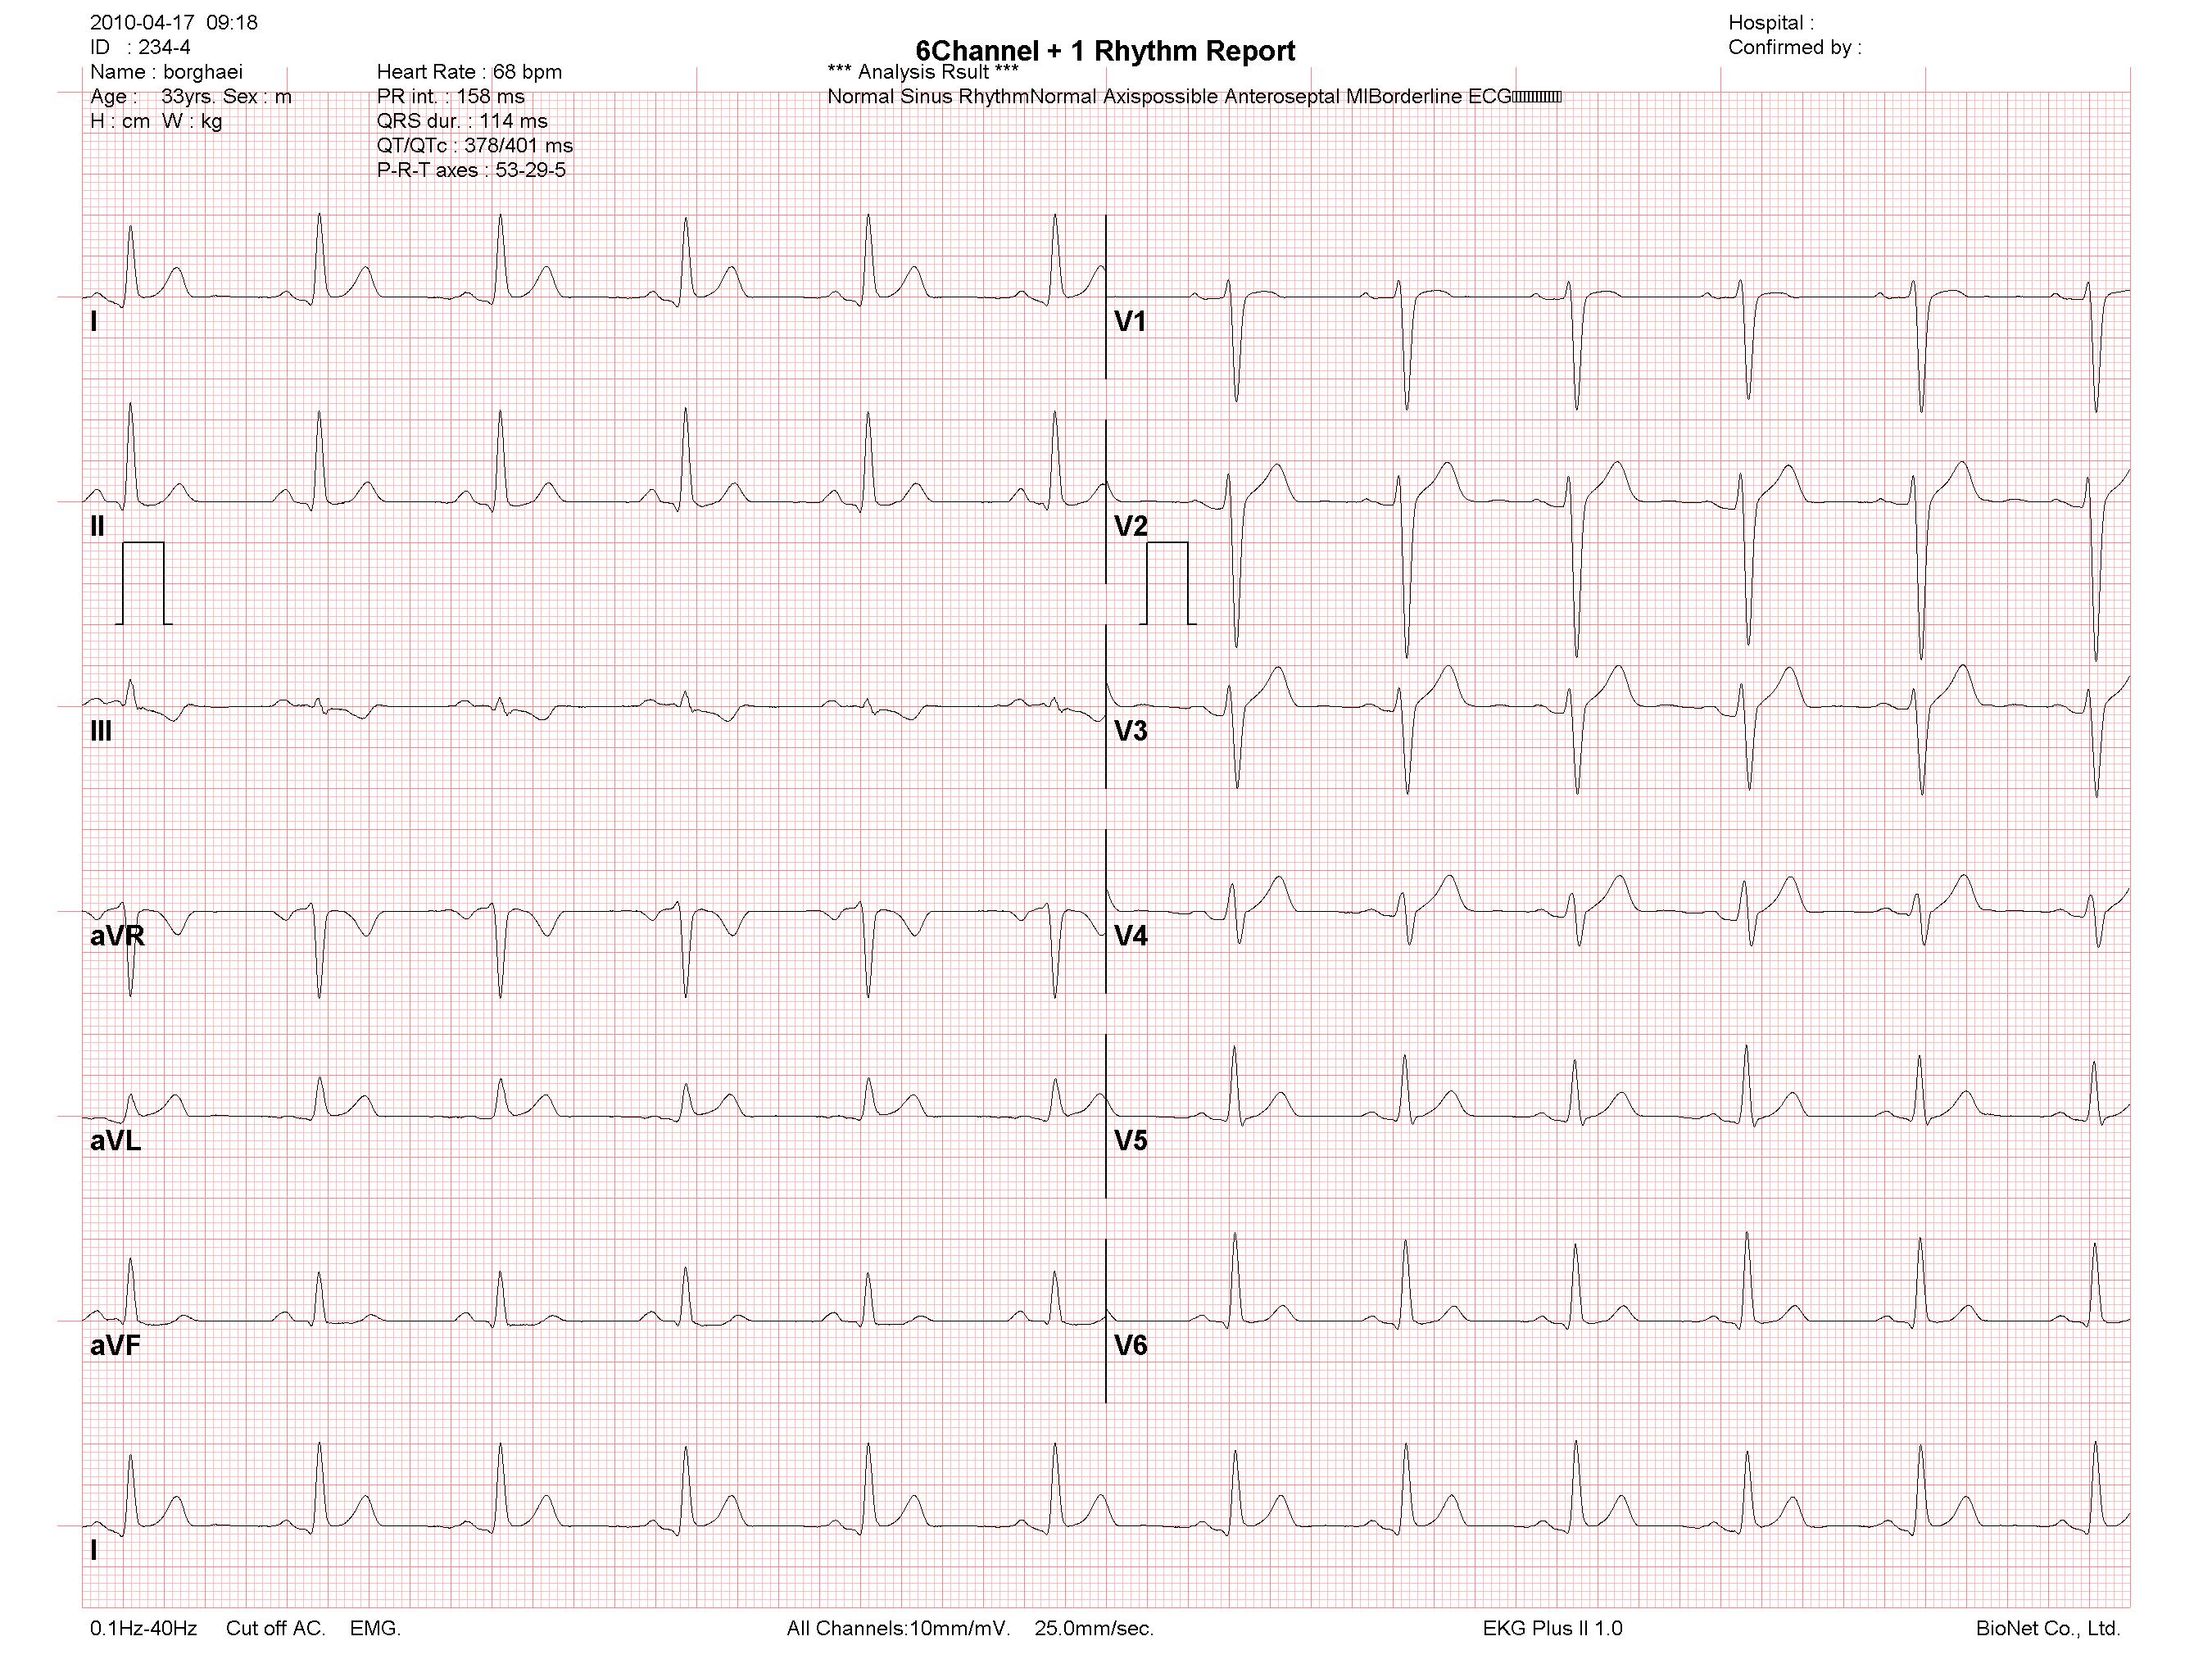 2010-04-17 09:18
ID : 234-4
Name : borghaei
Age : 33yrs. Sex : m
H : cm W : kg
Heart Rate : 68 bpm
PR int. : 158 ms
QRS dur. : 114 ms
QT/QTc : 378/401 ms
P-R-T axes : 53-29-5
6Channel + 1 Rhythm Report
*** Analysis Rsult ***
Normal Sinus RhythmNormal Axispossible Anteroseptal MIBorderline ECG
Hospital :
Confirmed by :
I
V1
II
V2
III
V3
aVR
V4
aVL
V5
aVF
V6
I
0.1Hz-40Hz Cut off AC. EMG. All Channels:10mm/mV. 25.0mm/sec. EKG Plus II 1.0 BioNet Co., Ltd.